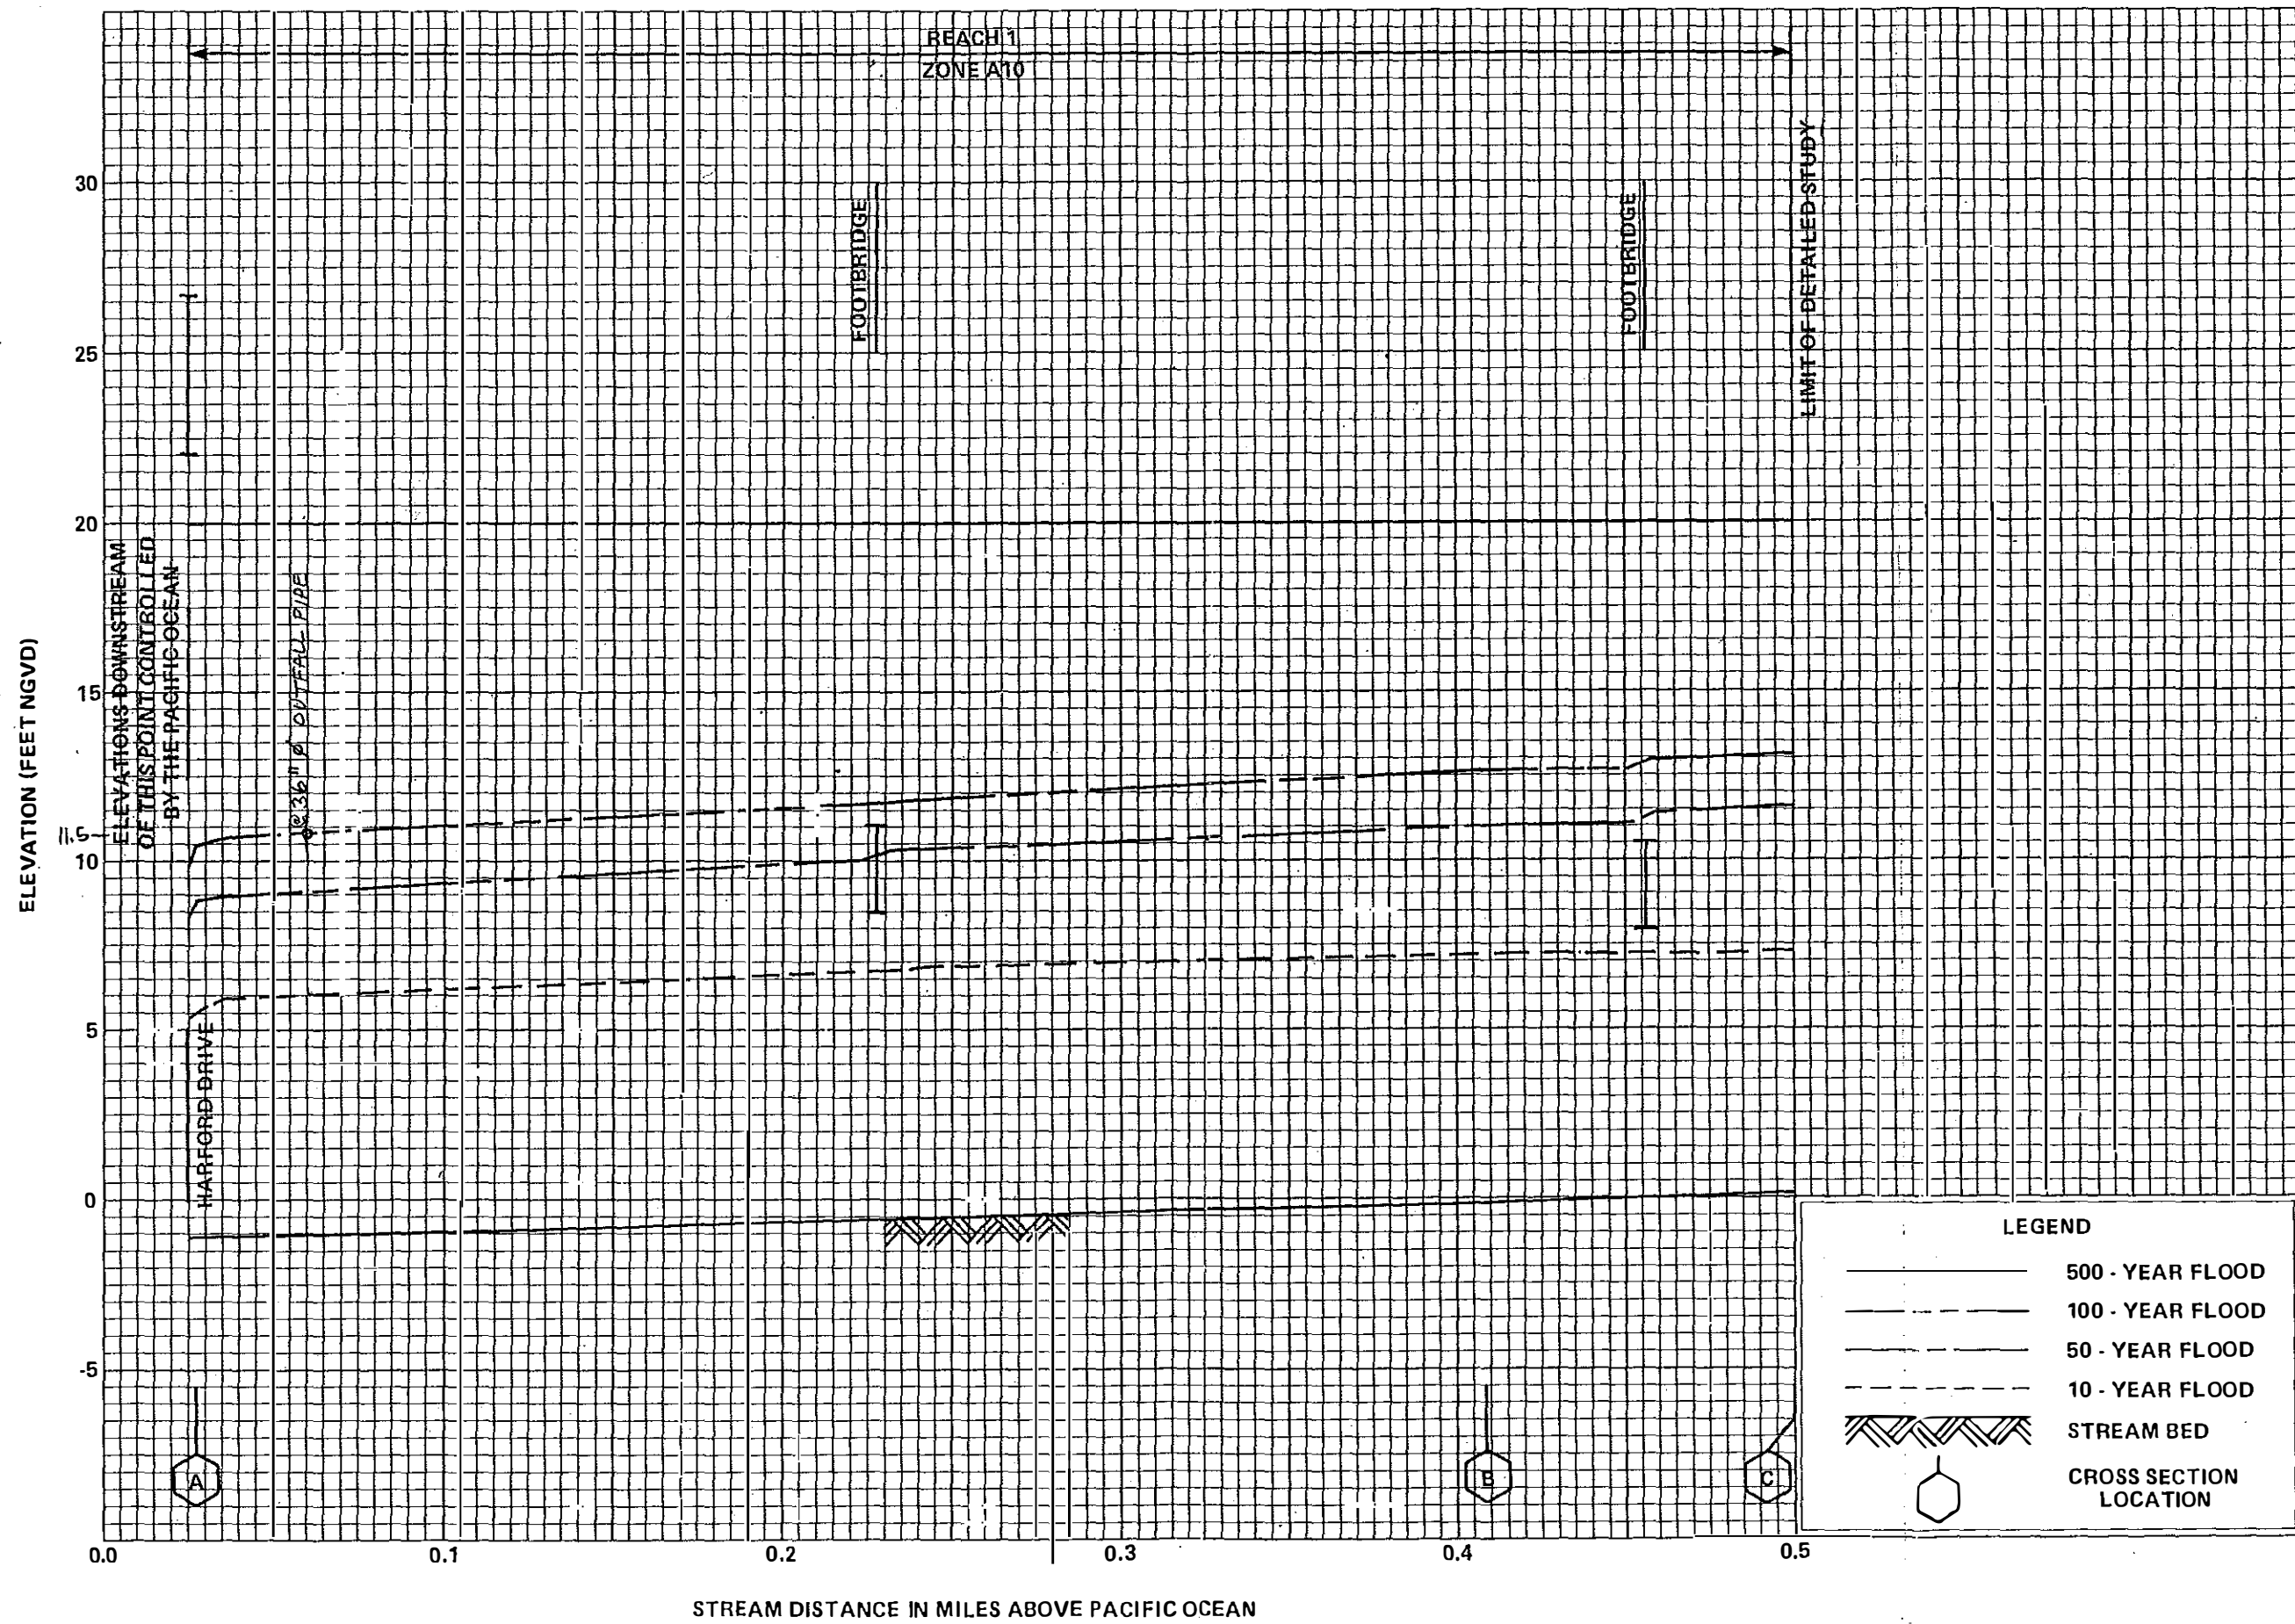 REACH 1
ZONE A10
30
25
20
15
11.5
10
5
0
-5
ELEVATION (FEET NGVD)
ELEVATIONS DOWNSTREAM
OF THIS POINT CONTROLLED
BY THE PACIFIC OCEAN
@ 36" ø OUTFAL PIPE
HARFORD DRIVE
FOOTBRIDGE
FOOTBRIDGE
LIMIT OF DETAILED STUDY
A
B
C
LEGEND
500 - YEAR FLOOD
100 - YEAR FLOOD
50 - YEAR FLOOD
10 - YEAR FLOOD
STREAM BED
CROSS SECTION
LOCATION
0.0
0.1
0.2
0.3
0.4
0.5
STREAM DISTANCE IN MILES ABOVE PACIFIC OCEAN